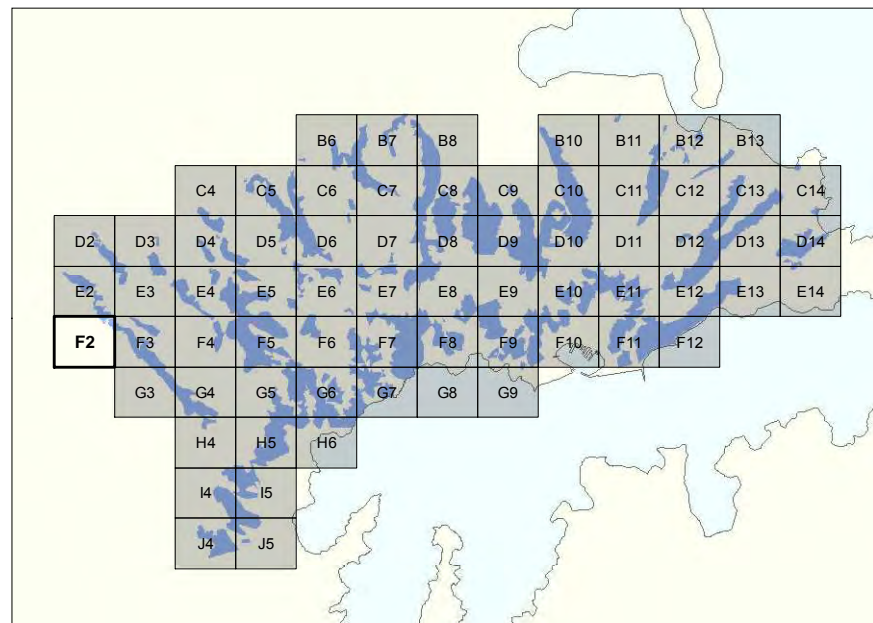 B6 B7 B8 B10 B11 B12 B13
C4 C5 C6 C7 C8 C9 C10 C11 C12 C13 C14
D2 D3 D4 D5 D6 D7 D8 D9 D10 D11 D12 D13 D14
E2 E3 E4 E5 E6 E7 E8 E9 E10 E11 E12 E13 E14
F2 F3 F4 F5 F6 F7 F8 F9 F10 F11 F12
G3 G4 G5 G6 G7 G8 G9
H4 H5 H6
I4 I5
J4 J5